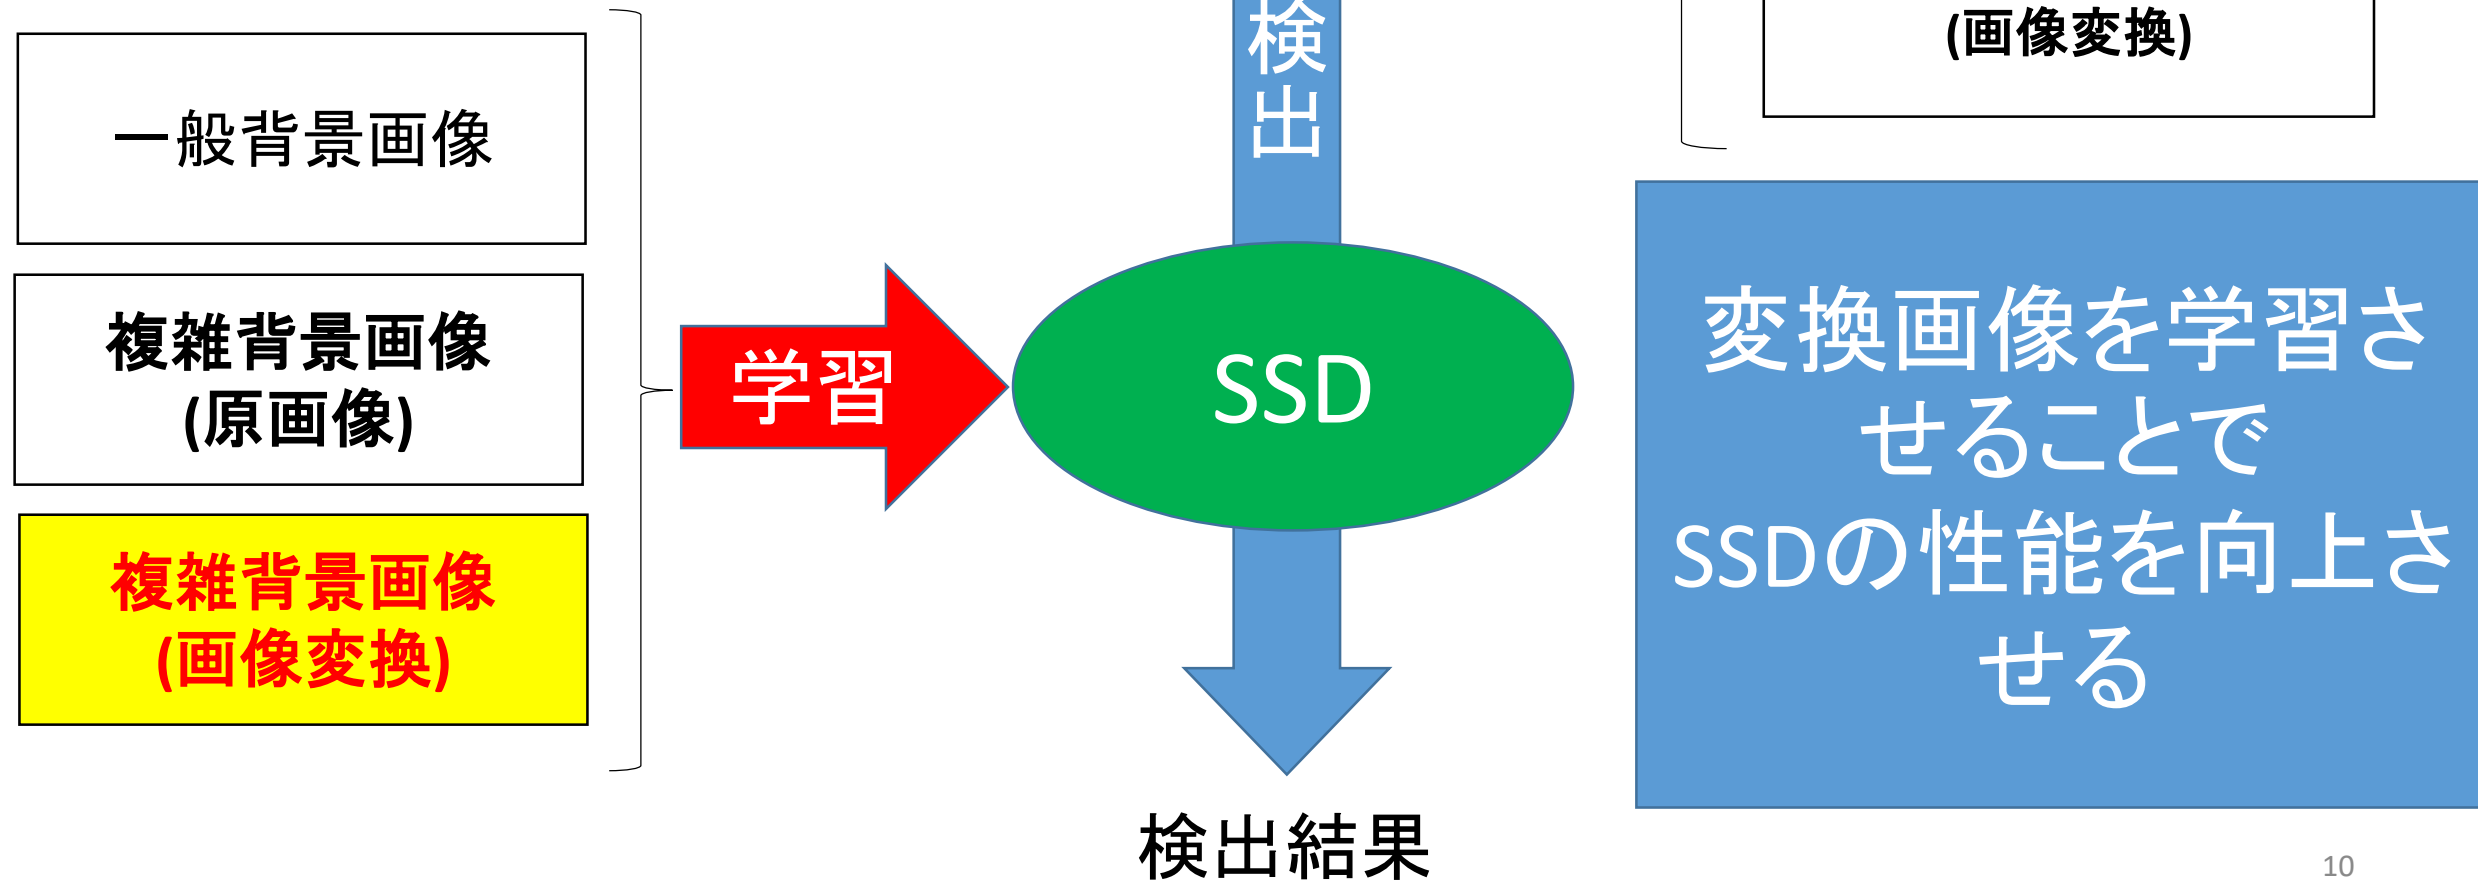 一般背景画像
複雑背景画像
(原画像)
複雑背景画像
(画像変換)
学習
検
出
SSD
検出結果
(画像変換)
変換画像を学習さ
せることで
SSDの性能を向上さ
せる
10